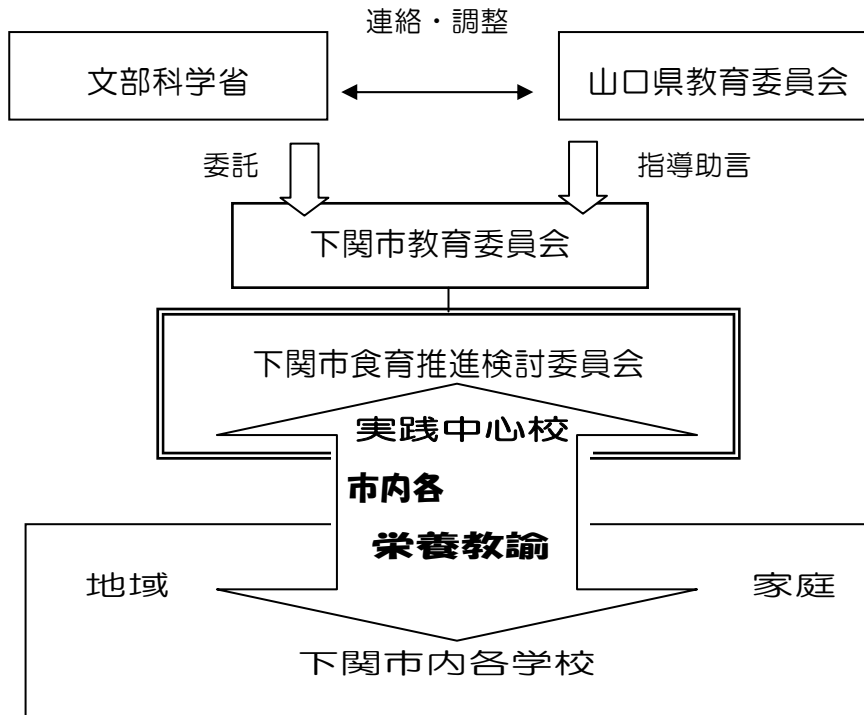 連絡・調整
文部科学省
山口県教育委員会
委託
指導助言
下関市教育委員会
下関市食育推進検討委員会
実践中心校
市内各
栄養教諭
地域
家庭
下関市内各学校